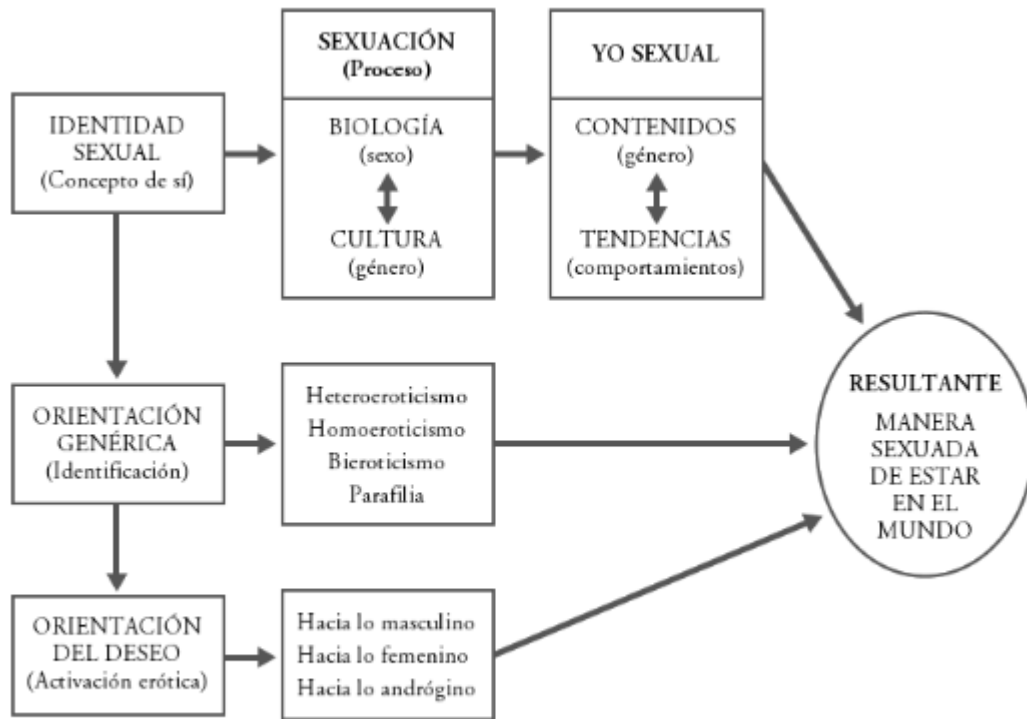 SEXUACIÓN
(Proceso)
YO SEXUAL
IDENTIDAD
SEXUAL
(Concepto de sí)
BIOLOGÍA
(sexo)
CULTURA
(género)
CONTENIDOS
(género)
TENDENCIAS
(comportamientos)
ORIENTACIÓN
GENÉRICA
(Identificación)
Heteroeroticismo
Homoeroticismo
Bieroticismo
Parafilia
RESULTANTE
MANERA
SEXUADA
DE ESTAR
EN EL
MUNDO
ORIENTACIÓN
DEL DESEO
(Activación erótica)
Hacia lo masculino
Hacia lo femenino
Hacia lo andrógino